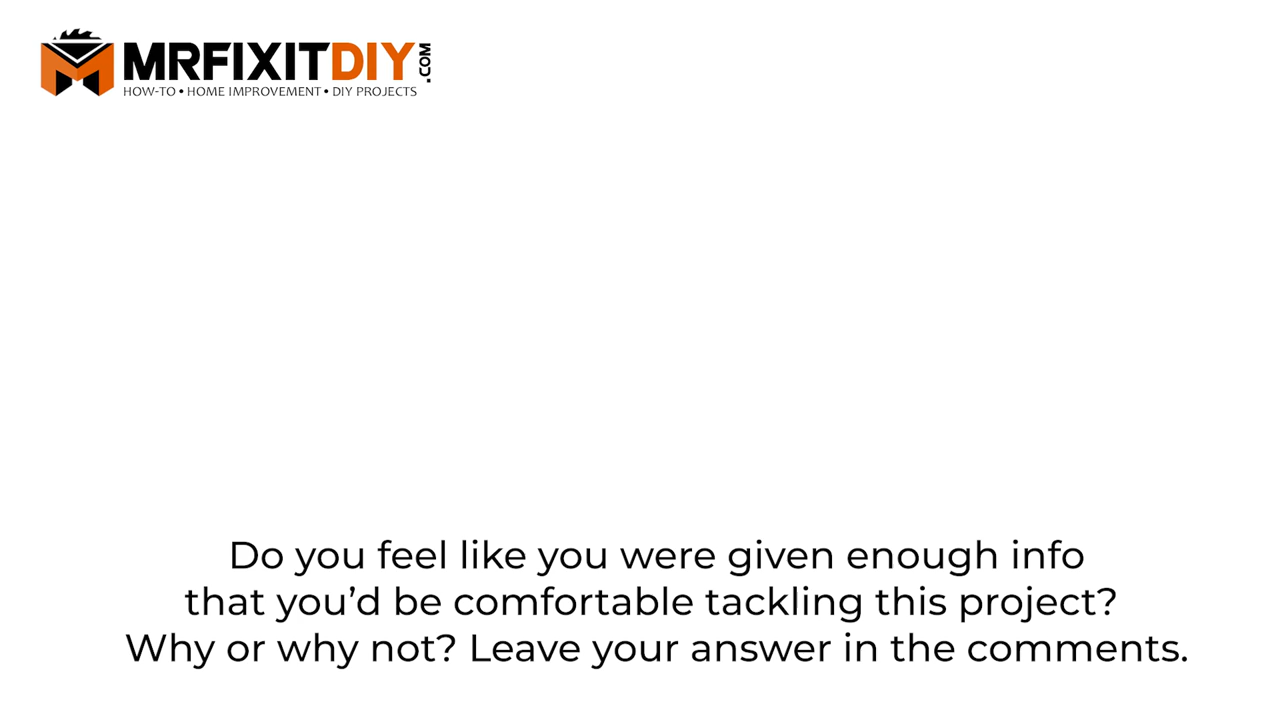 MRFIXITDIY.COM
HOW-TO • HOME IMPROVEMENT • DIY PROJECTS
Do you feel like you were given enough info
that you’d be comfortable tackling this project?
Why or why not? Leave your answer in the comments.